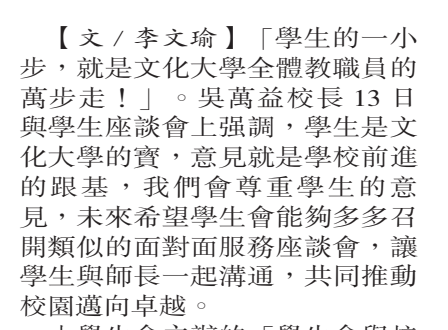 【文/李文瑜】「學生的一小
步，就是文化大學全體教職員的
萬步走！」。吳萬益校長 13 日
與學生座談會上强調，學生是文
化大學的寶，意見就是學校前進
的跟基，我們會尊重學生的意
見，未來希望學生會能夠多多召
開類似的面對面服務座談會，讓
學生與師長一起溝通，共同推動
校園邁向卓越。